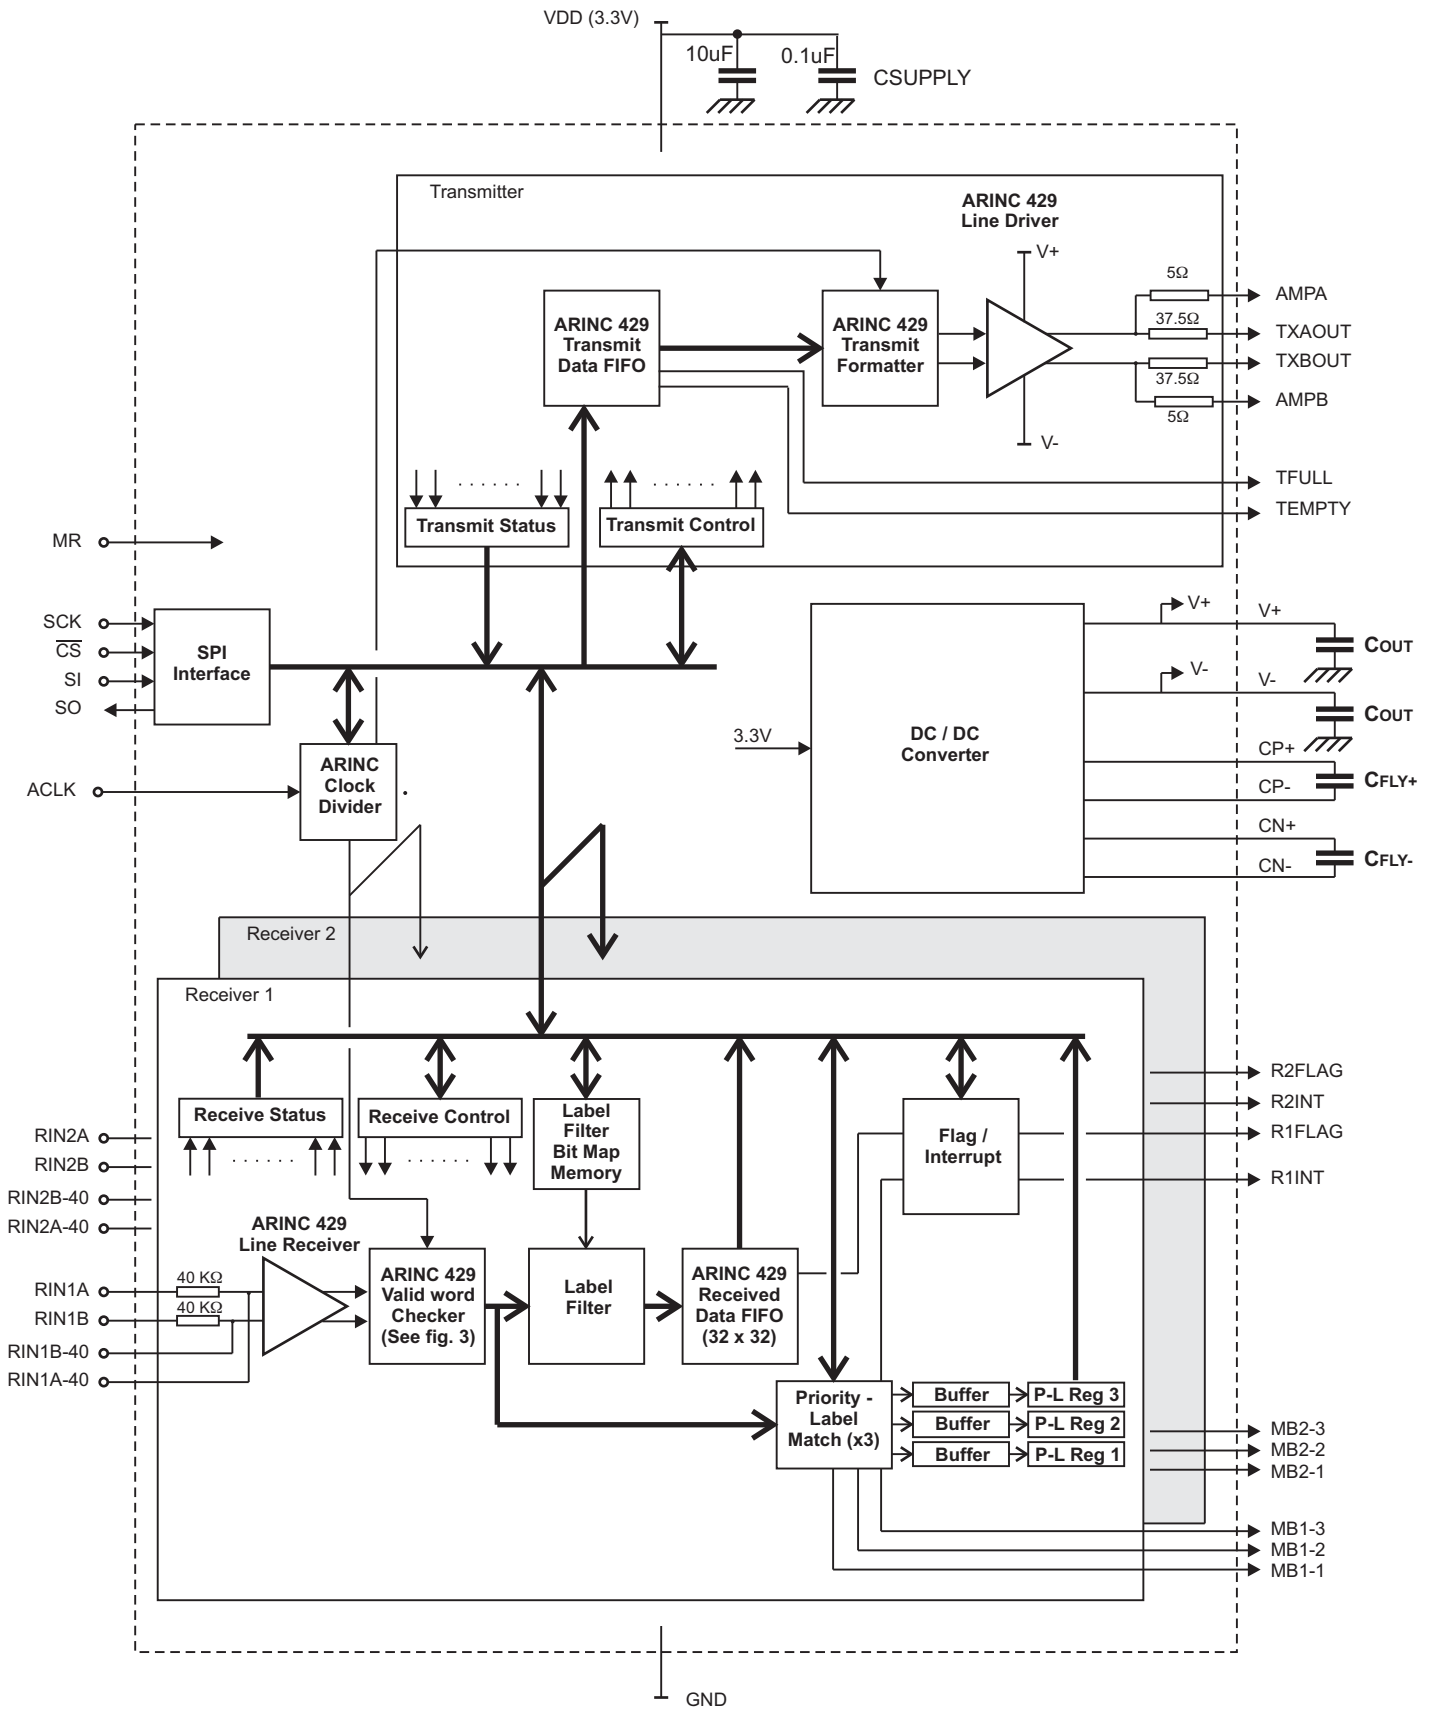 VDD (3.3V)
10uF
0.1uF
CSUPPLY
Transmitter
ARINC 429
Line Driver
V+
5Ω
AMPA
ARINC 429
Transmit
Data FIFO
ARINC 429
Transmit
Formatter
37.5Ω
TXAOUT
TXBOUT
37.5Ω
AMPB
5Ω
V-
TFULL
TEMPTY
. . . . . .
. . . . . .
Transmit Status
Transmit Control
MR
SCK
CS
SI
SO
SPI
Interface
V+
V+
COUT
V-
V-
COUT
3.3V
DC / DC
Converter
CP+
CP-
CFLY+
CN+
CN-
CFLY-
ACLK
ARINC
Clock
Divider
Receiver 2
Receiver 1
R2FLAG
R2INT
R1FLAG
R1INT
Receive Status
Receive Control
. . . . . .
. . . . . .
Label
Filter
Bit Map
Memory
Flag /
Interrupt
RIN2A
RIN2B
RIN2B-40
RIN2A-40
ARINC 429
Line Receiver
RIN1A
40 KΩ
RIN1B
40 KΩ
RIN1B-40
RIN1A-40
ARINC 429
Valid word
Checker
(See fig. 3)
Label
Filter
ARINC 429
Received
Data FIFO
(32 x 32)
Priority -
Label
Match (x3)
Buffer
P-L Reg 3
Buffer
P-L Reg 2
Buffer
P-L Reg 1
MB2-3
MB2-2
MB2-1
MB1-3
MB1-2
MB1-1
GND